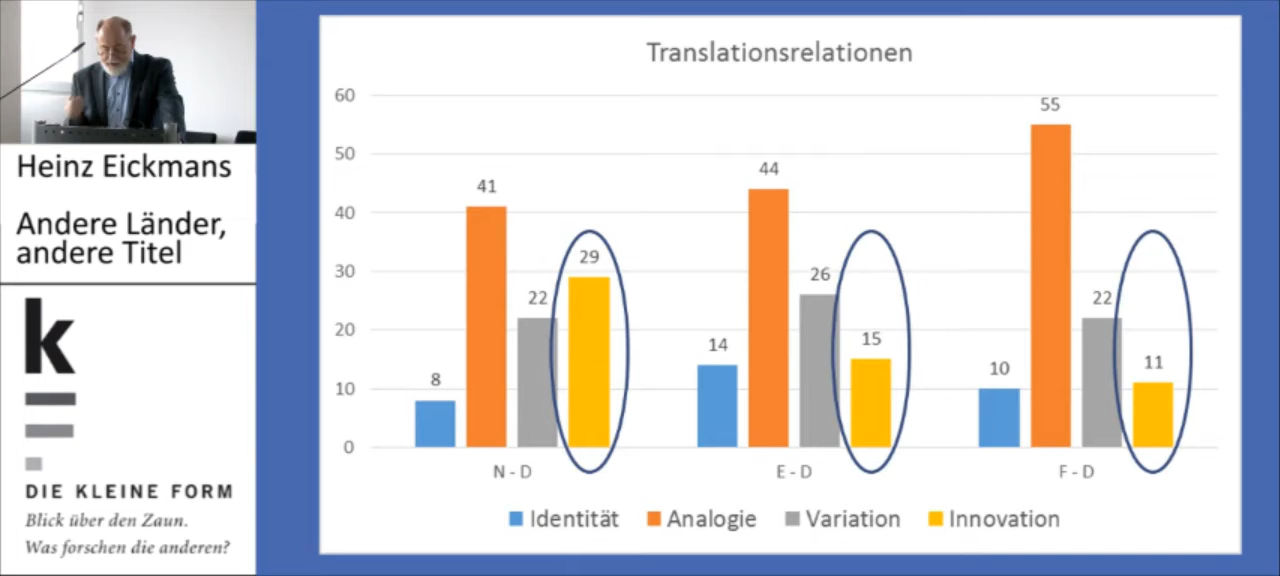 Heinz Eickmans
Andere Länder,
andere Titel
k
DIE KLEINE FORM
Blick über den Zaun.
Was forschen die anderen?
Translationsrelationen
60
50
40
30
20
10
0
8
41
22
29
14
44
26
15
10
55
22
11
N - D
E - D
F - D
Identität Analogie Variation Innovation